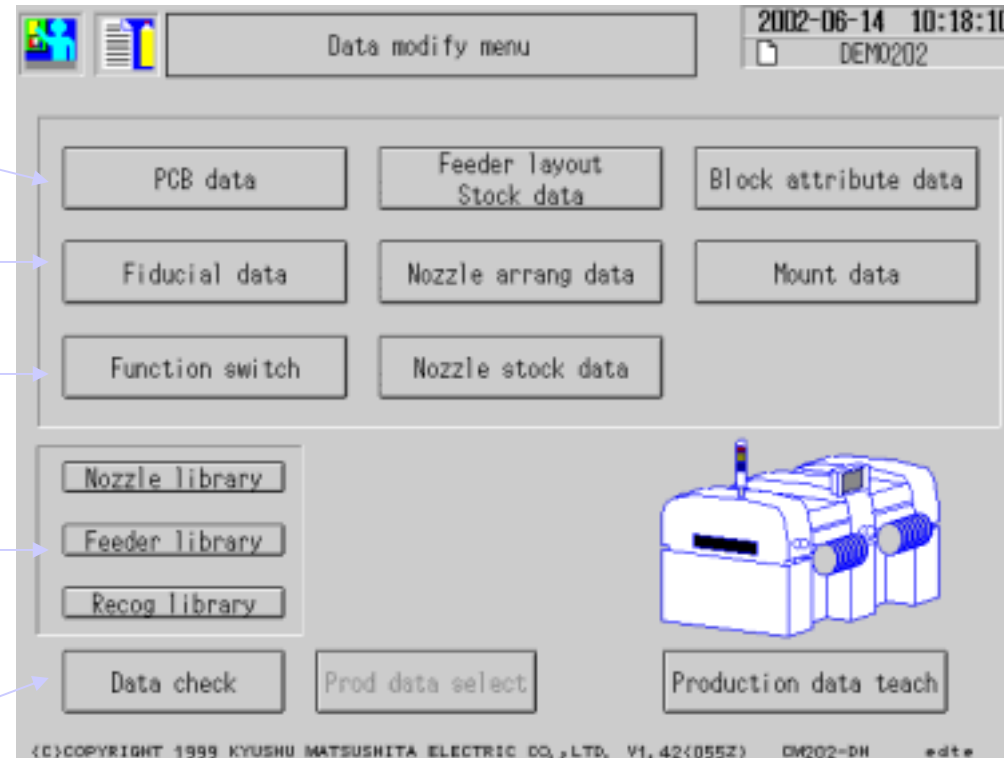 Data modify menu
2002-06-14 10:18:10
DEMO202
PCB data
Feeder layout
Stock data
Block attribute data
Fiducial data
Nozzle arrang data
Mount data
Function switch
Nozzle stock data
Nozzle library
Feeder library
Recog library
Data check
Prod data select
Production data teach
(C)COPYRIGHT 1999 KYUSHU MATSUSHITA ELECTRIC CO.,LTD. V1.42(055Z) CM202-DH edte